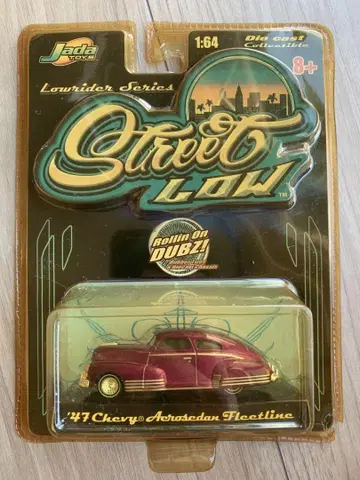 Jada
TOYS
1:64
Die cast
Collectible
8+
Lowrider Series
Street
LOW
TM
Rollin On
DUBZ!
'47 Chevy® Aerosedan Fleetline